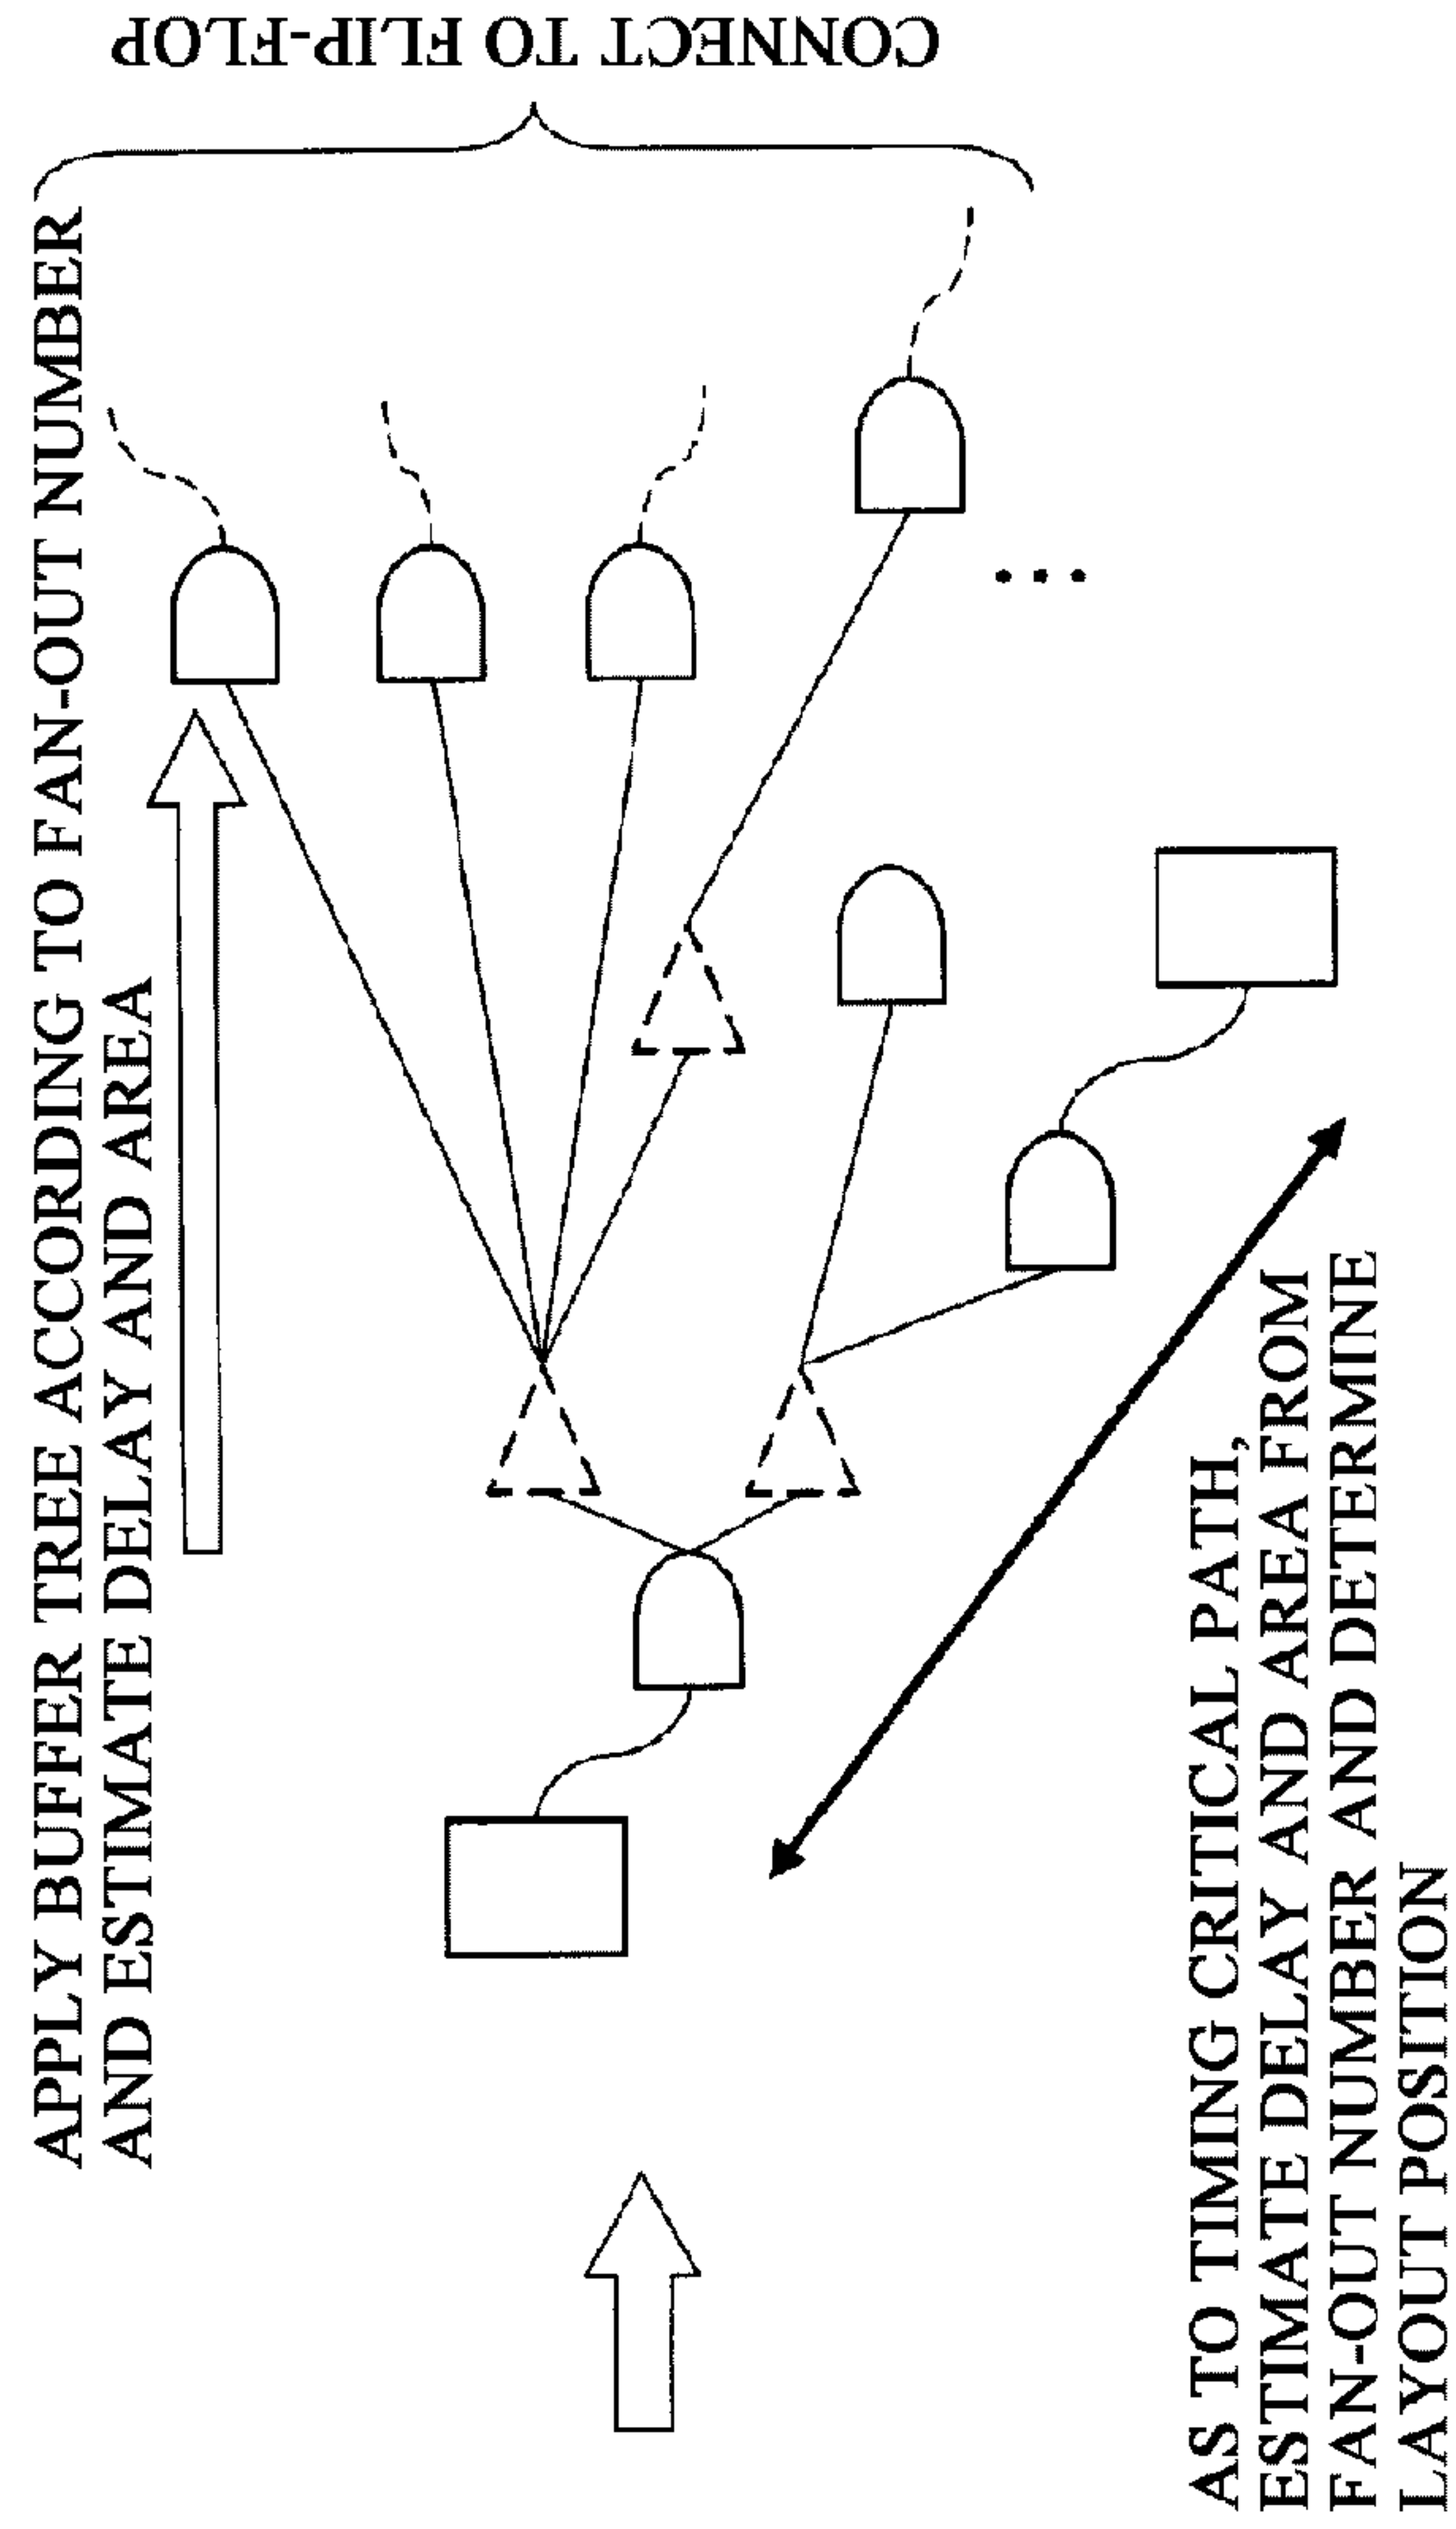 APPLY BUFFER TREE ACCORDING TO FAN-OUT NUMBER
AND ESTIMATE DELAY AND AREA
CONNECT TO FLIP-FLOP
AS TO TIMING CRITICAL PATH,
ESTIMATE DELAY AND AREA FROM
FAN-OUT NUMBER AND DETERMINE
LAYOUT POSITION